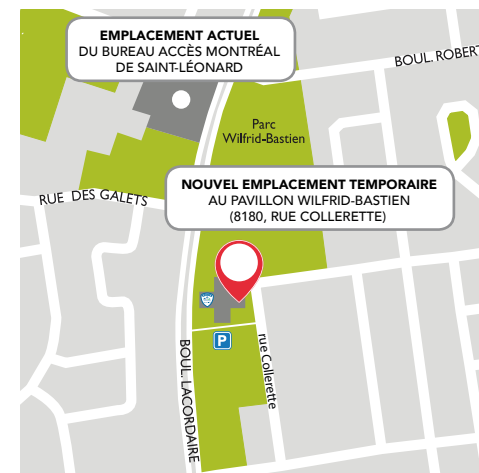 EMPLACEMENT ACTUEL
DU BUREAU ACCÈS MONTRÉAL
DE SAINT-LÉONARD
BOUL. ROBERT
Parc
Wilfrid-Bastien
NOUVEL EMPLACEMENT TEMPORAIRE
AU PAVILLON WILFRID-BASTIEN
(8180, RUE COLLERETTE)
RUE DES GALETS
P
rue Collerette
BOUL. LACORDAIRE